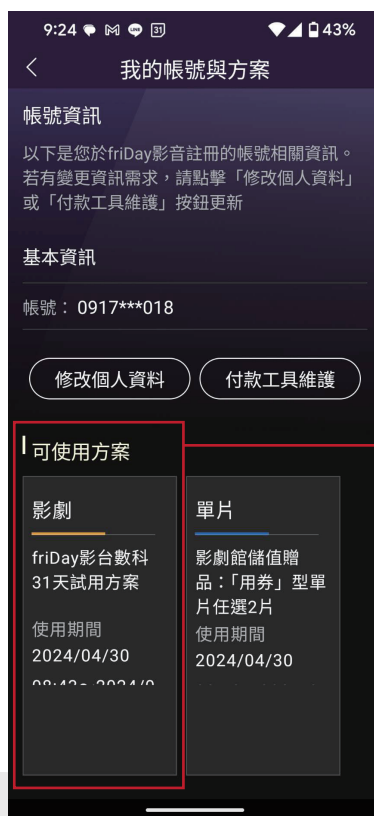 9:24 31 43%
我的帳號與方案
帳號資訊
以下是您於friDay影音註冊的帳號相關資訊。
若有變更資訊需求，請點擊「修改個人資料」
或「付款工具維護」按鈕更新
基本資訊
帳號： 0917***018
修改個人資料 付款工具維護
可使用方案
影劇
friDay影台數科
31天試用方案
使用期間
2024/04/30
單片
影劇館儲值贈
品：「用券」型單
片任選2片
使用期間
2024/04/30